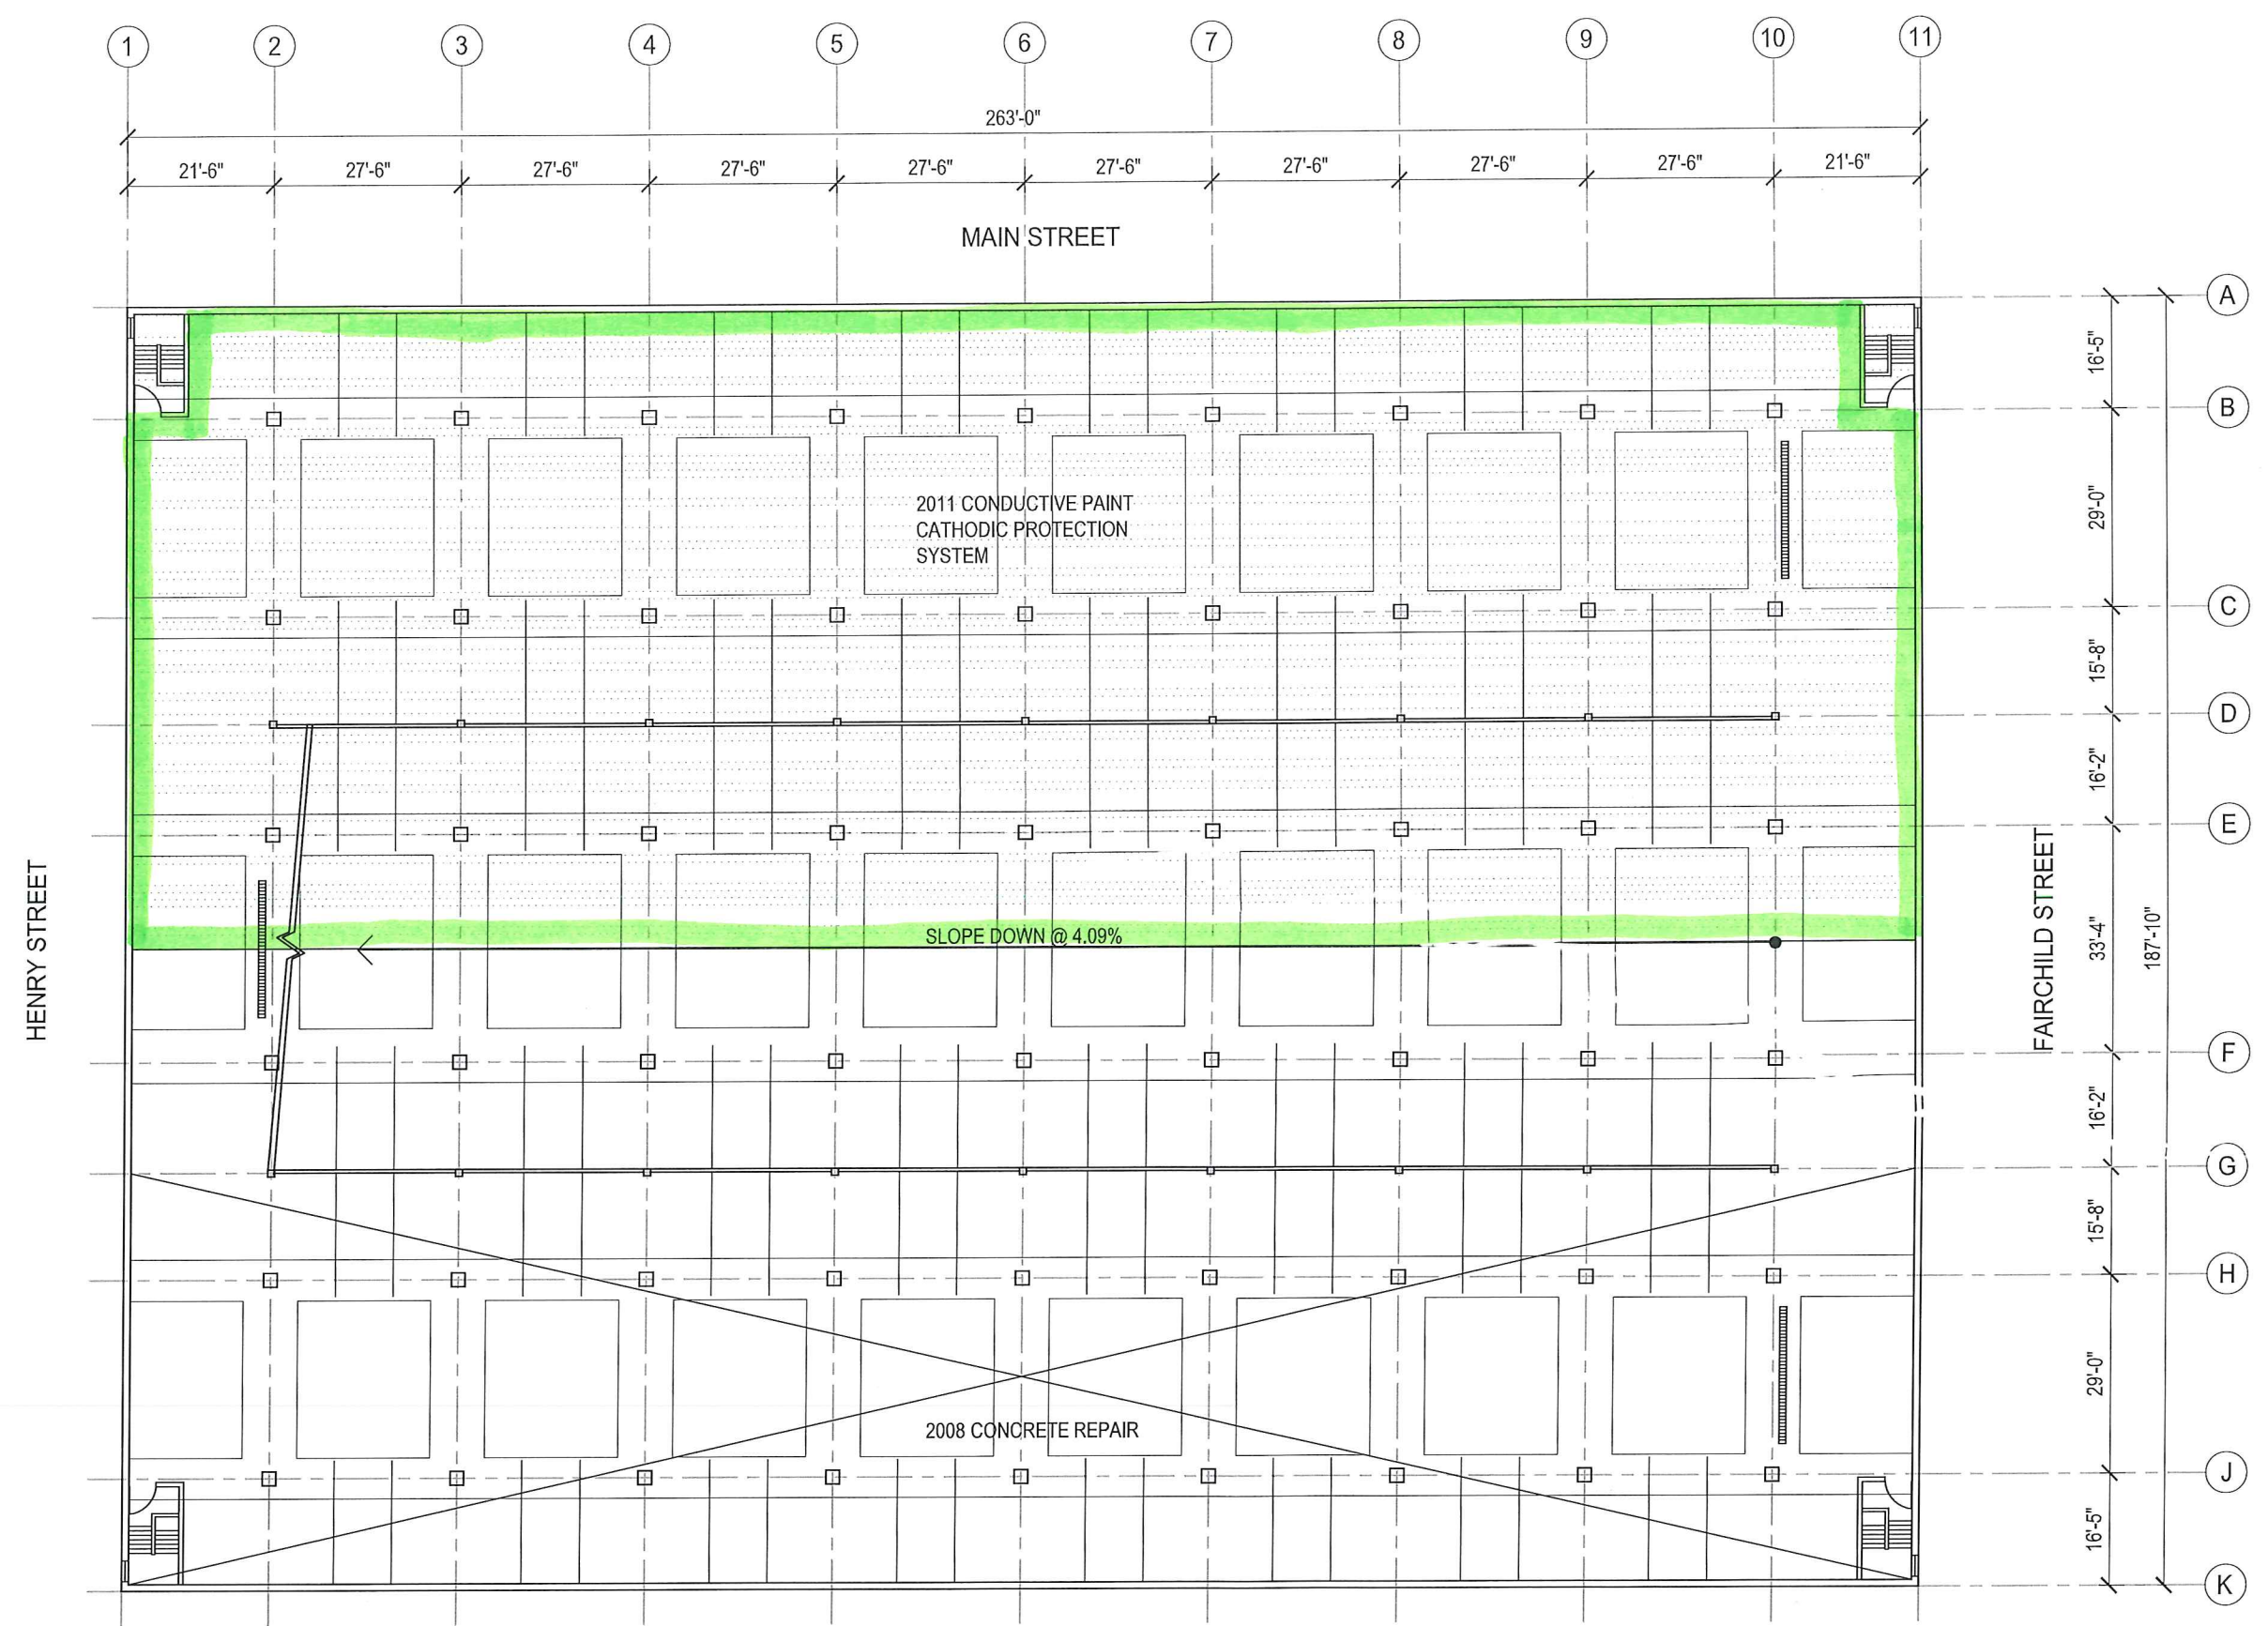 1 2 3 4 5 6 7 8 9 10 11
263'-0"
21'-6" 27'-6" 27'-6" 27'-6" 27'-6" 27'-6" 27'-6" 27'-6" 27'-6" 21'-6"
MAIN STREET
A
16'-5"
B
29'-0"
2011 CONDUCTIVE PAINT
CATHODIC PROTECTION
SYSTEM
C
15'-8"
D
16'-2"
E
HENRY STREET
FAIRCHILD STREET
33'-4"
187'-10"
SLOPE DOWN @ 4.09%
F
16'-2"
G
15'-8"
H
29'-0"
2008 CONCRETE REPAIR
J
16'-5"
K